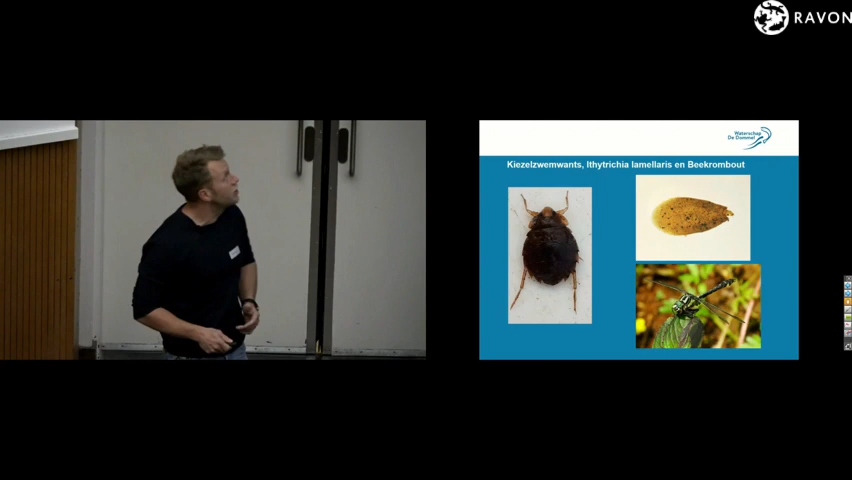 RAVON
Waterschap
De Dommel
Kiezelzwemwants, Ithytrichia lamellaris en Beekrombout